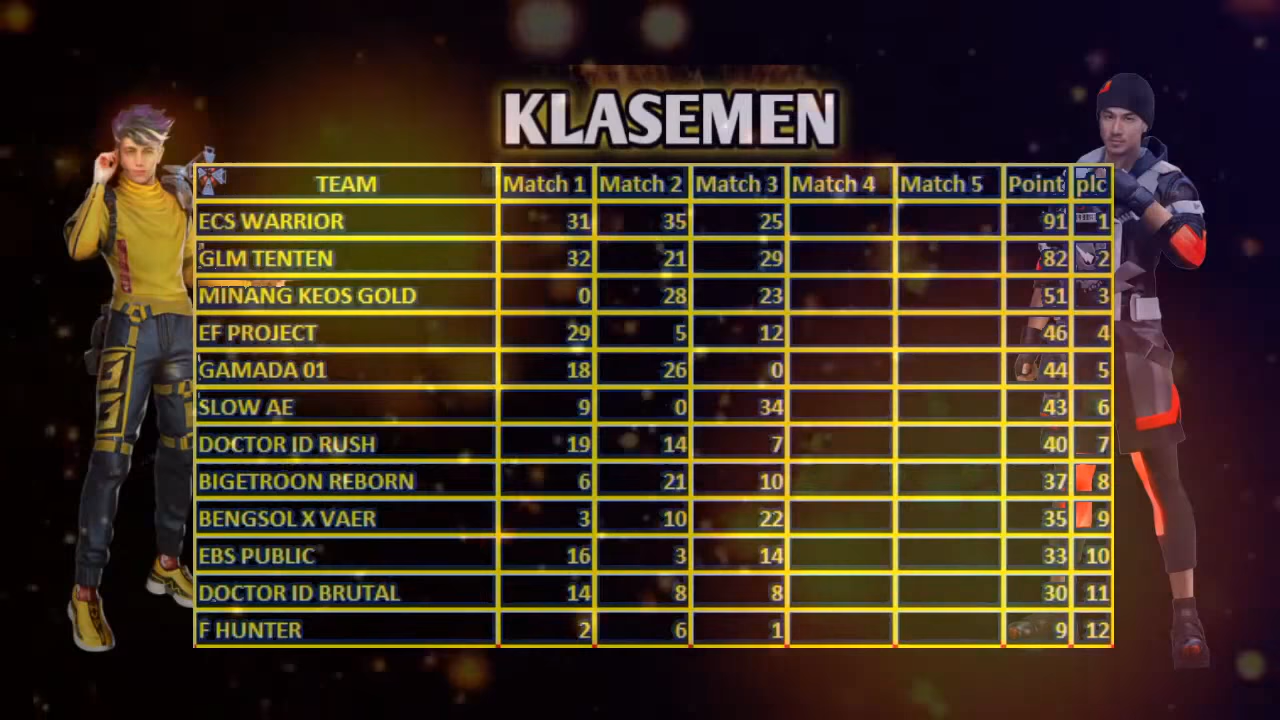 KLASEMEN
TEAM Match 1 Match 2 Match 3 Match 4 Match 5 Point plc
ECS WARRIOR 31 35 25 91 1
GLM TENTEN 32 21 29 82 2
MINANG KEOS GOLD 0 28 23 51 3
EF PROJECT 29 5 12 46 4
GAMADA 01 18 26 0 44 5
SLOW AE 9 0 34 43 6
DOCTOR ID RUSH 19 14 7 40 7
BIGETROON REBORN 6 21 10 37 8
BENGSOL X VAER 3 10 22 35 9
EBS PUBLIC 16 3 14 33 10
DOCTOR ID BRUTAL 14 8 8 30 11
F HUNTER 2 6 1 9 12